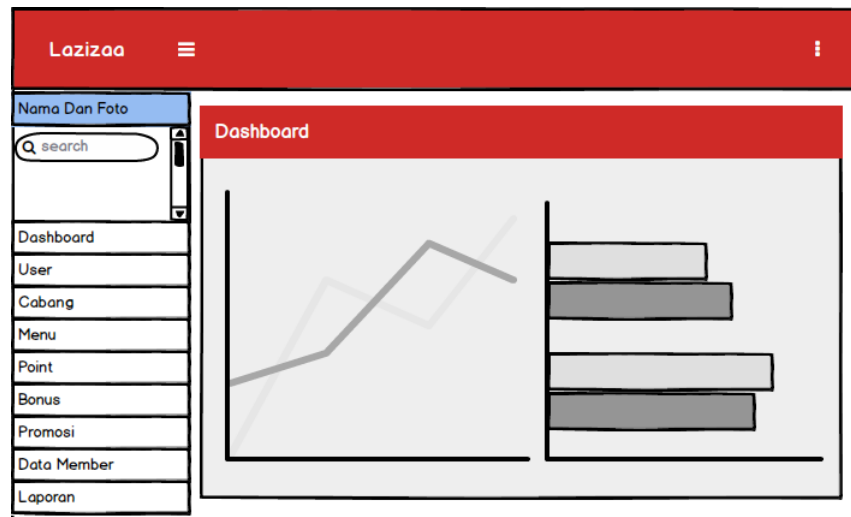 Lazizaa
Nama Dan Foto
search
Dashboard
User
Cabang
Menu
Point
Bonus
Promosi
Data Member
Laporan
Dashboard